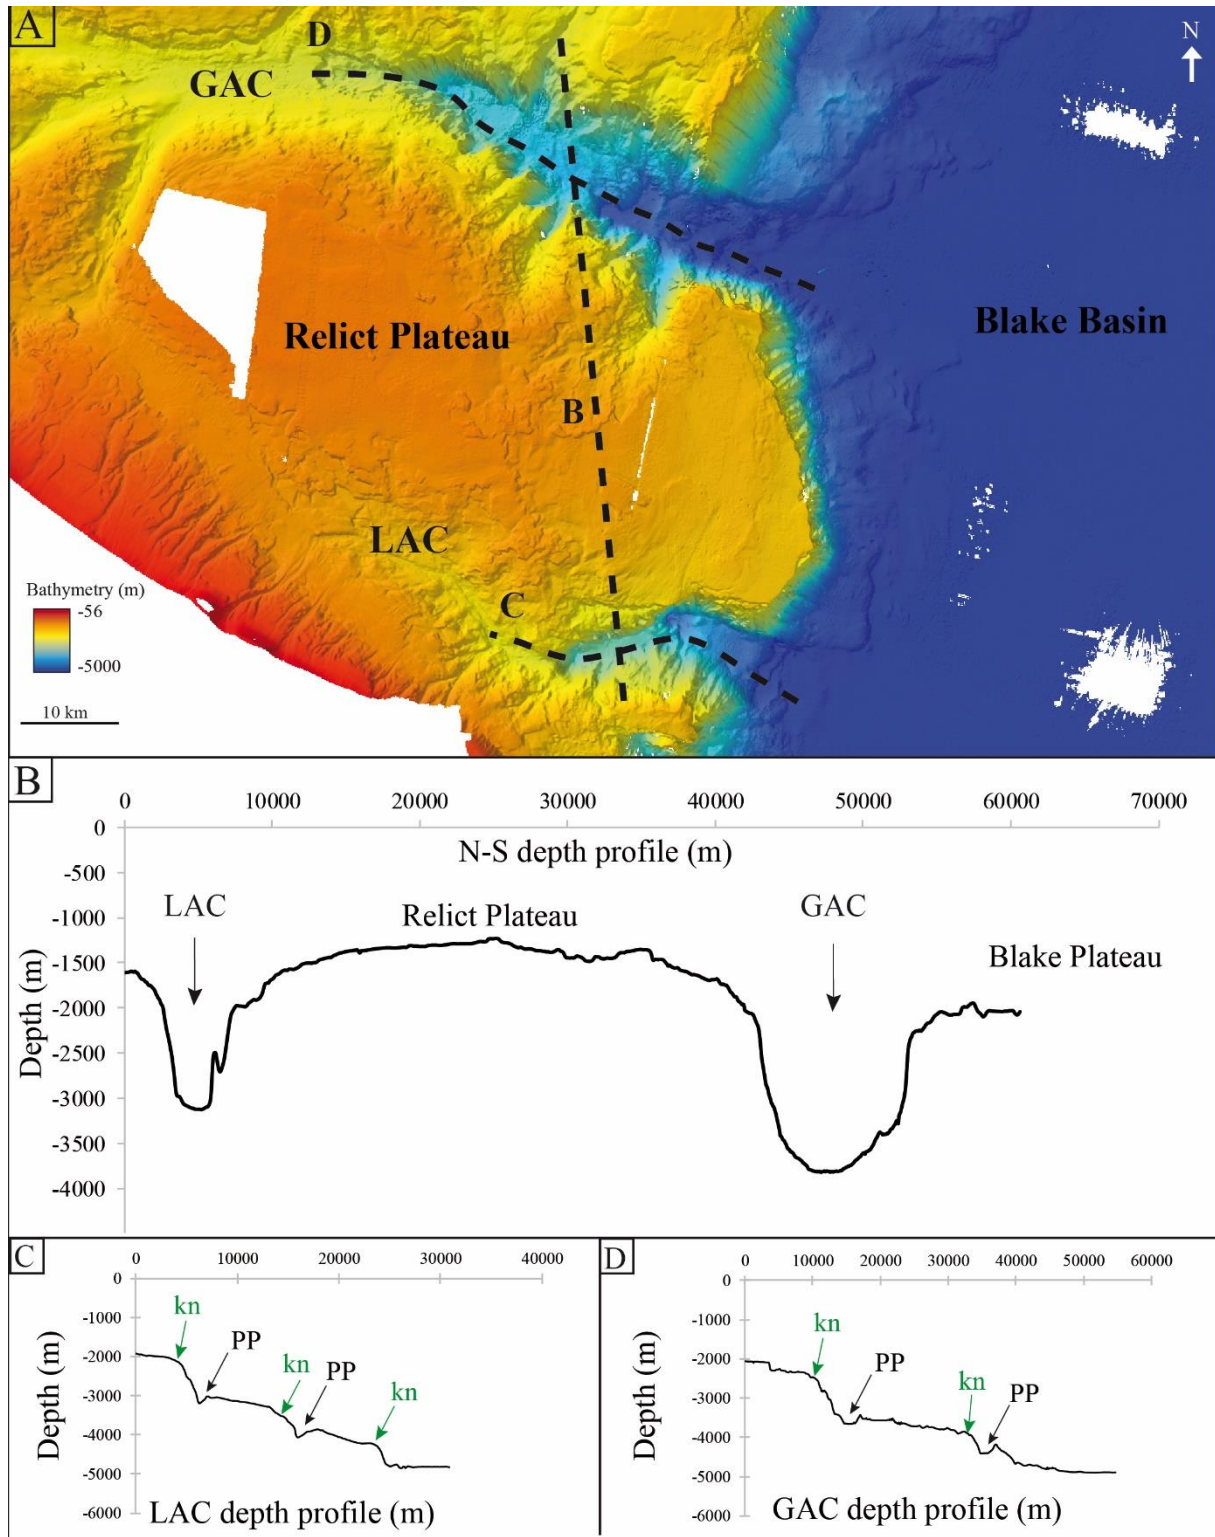 A
D
N
GAC
Relict Plateau
Blake Basin
B
LAC
C
Bathymetry (m)
-56
-5000
10 km
B
0 10000 20000 30000 40000 50000 60000 70000
0
N-S depth profile (m)
-500
LAC
GAC
-1000
Relict Plateau
Blake Plateau
-1500
-2000
-2500
-3000
-3500
-4000
Depth (m)
C
0 10000 20000 30000 40000
0
-1000
-2000
-3000
-4000
-5000
-6000
Depth (m)
kn
PP
kn
PP
kn
LAC depth profile (m)
D
0 10000 20000 30000 40000 50000 60000
0
-1000
-2000
-3000
-4000
-5000
-6000
Depth (m)
kn
PP
kn
PP
GAC depth profile (m)